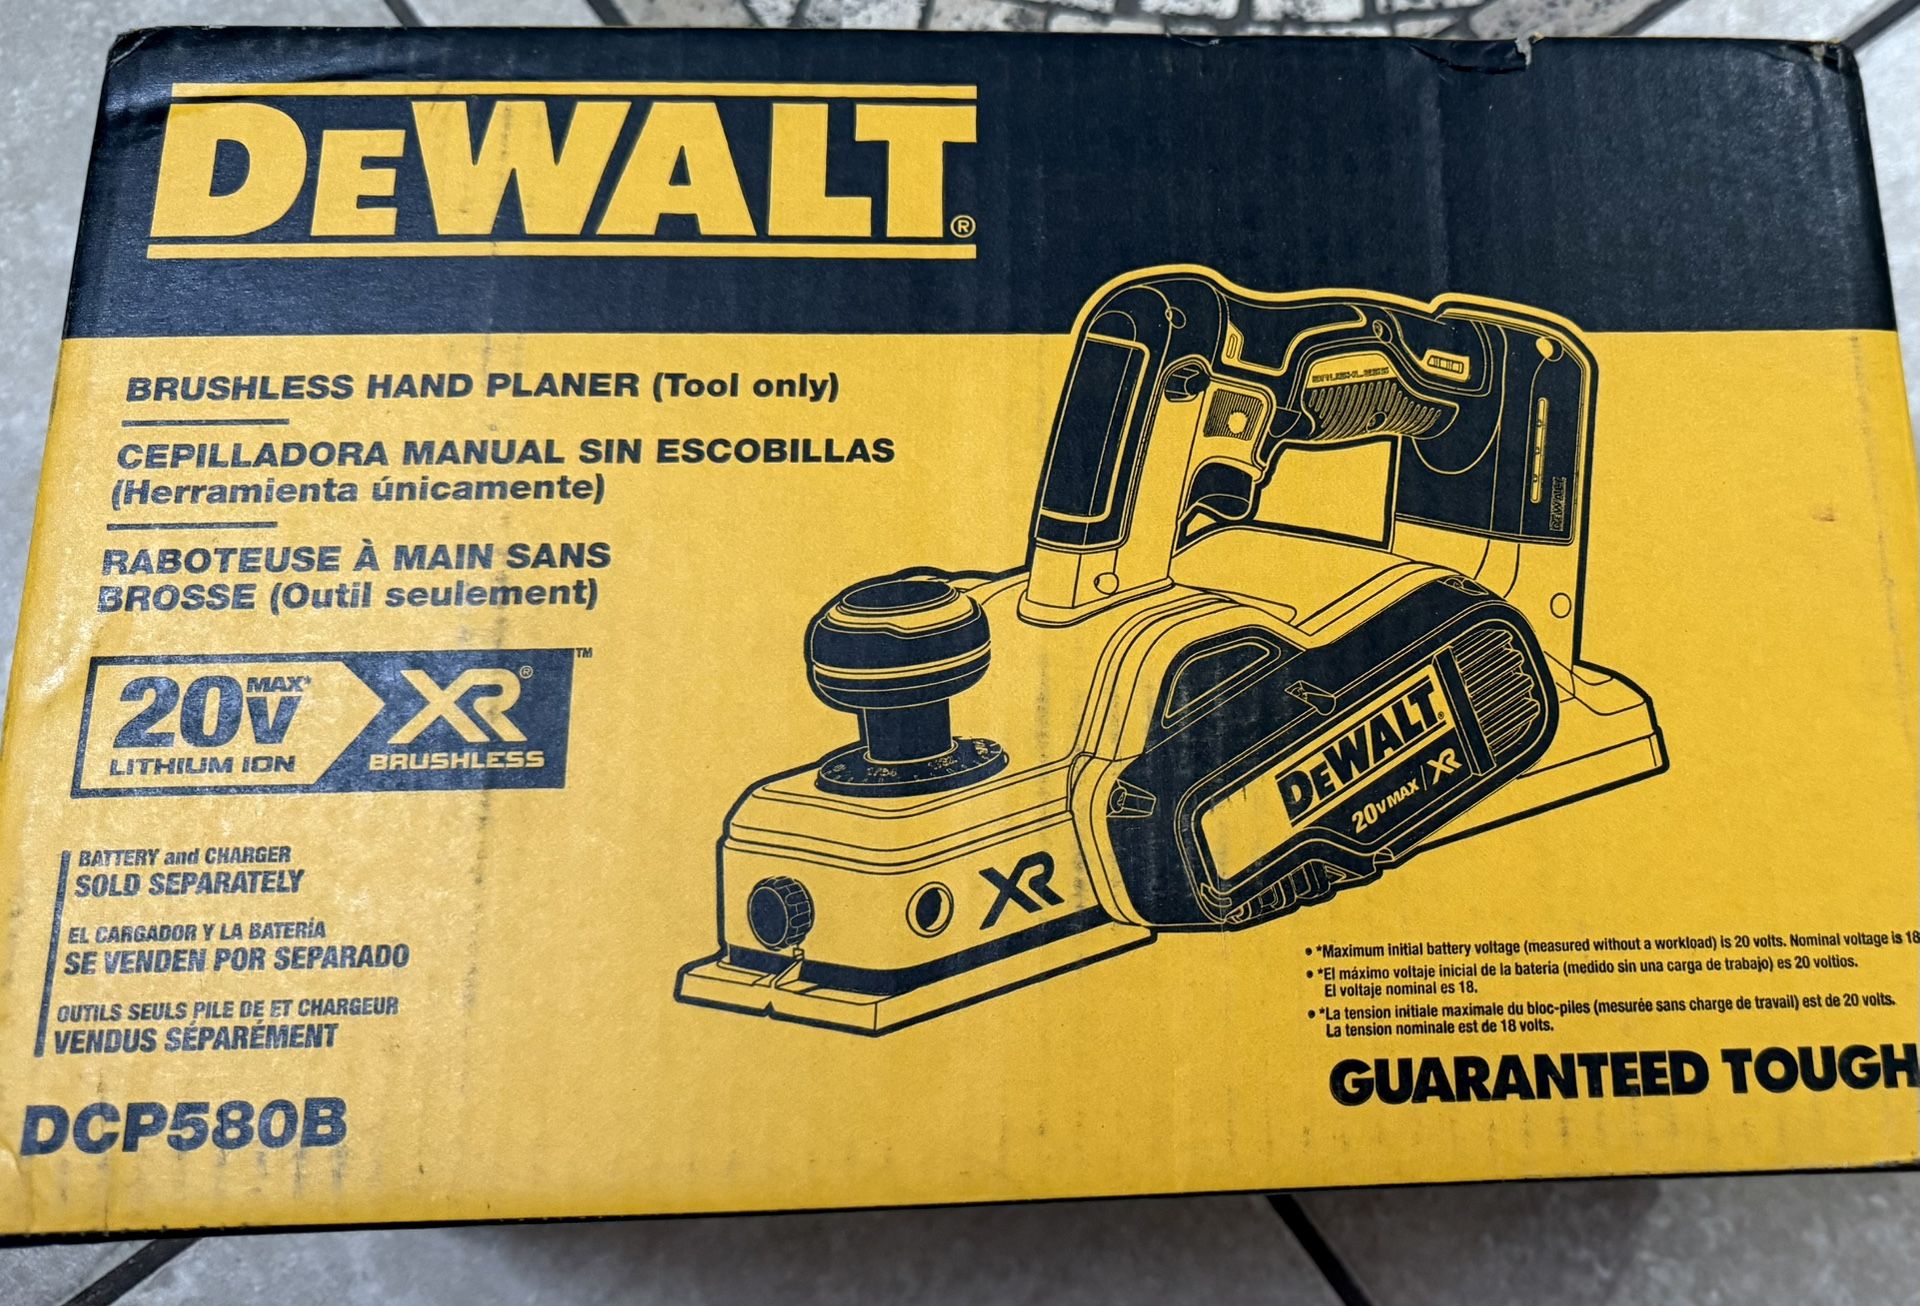 DEWALT®
BRUSHLESS HAND PLANER (Tool only)
CEPILLADORA MANUAL SIN ESCOBILLAS
(Herramienta únicamente)
RABOTEUSE À MAIN SANS
BROSSE (Outil seulement)
20V MAX* XR® ™
LITHIUM ION BRUSHLESS
BATTERY and CHARGER
SOLD SEPARATELY
EL CARGADOR Y LA BATERÍA
SE VENDEN POR SEPARADO
OUTILS SEULS PILE DE ET CHARGEUR
VENDUS SÉPARÉMENT
DCP580B
BRUSHLESS
DEWALT
DEWALT®
20V MAX | XR
XR
• *Maximum initial battery voltage (measured without a workload) is 20 volts. Nominal voltage is 18
• *El máximo voltaje inicial de la batería (medido sin una carga de trabajo) es 20 voltios.
El voltaje nominal es 18.
• *La tension initiale maximale du bloc-piles (mesurée sans charge de travail) est de 20 volts.
La tension nominale est de 18 volts.
GUARANTEED TOUGH